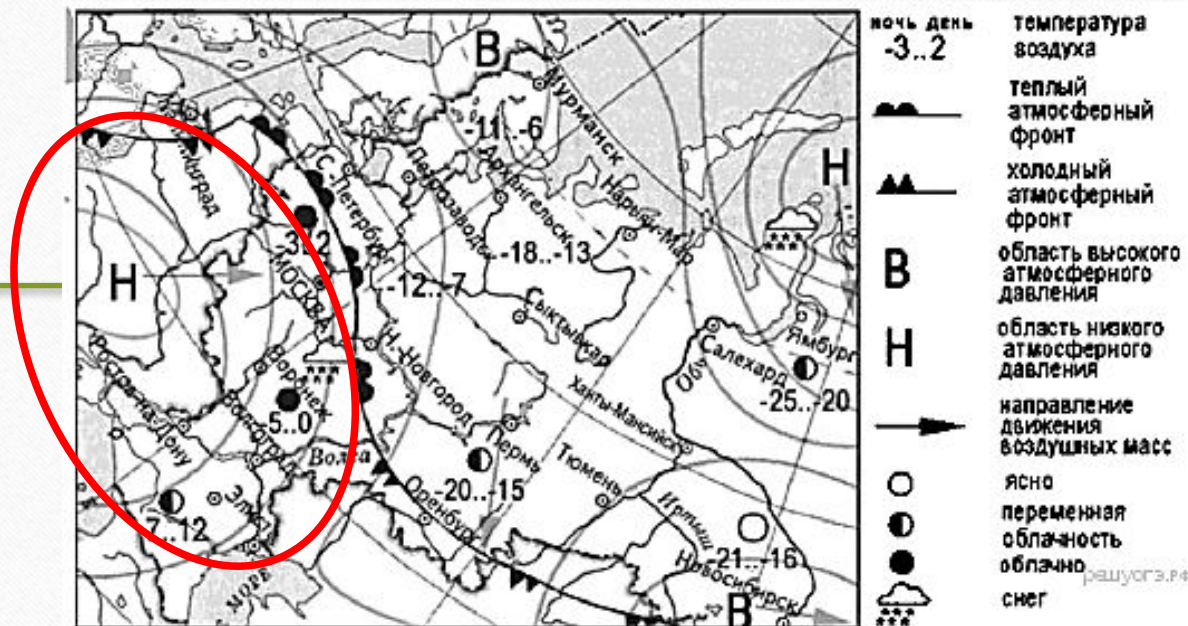 В
Мурманск
-11..-6
Архангельск
Петрозаводск
С.-Петербург
Нарьян-Мар
Н
-18..-13
-3..2
МОСКВА
-12..-7
Н
Сыктывкар
Ямбург
Салехард
Обь
-25..-20
Ростов-на-Дону
Воронеж
Волгоград
-5..0
Н.-Новгород
Ханты-Мансийск
Пермь
Тюмень
Волга
-20..-15
Оренбург
Иртыш
7..12
МОРЕ
-21..-16
Новосибирск
В
ночь день
-3..2
температура
воздуха
теплый
атмосферный
фронт
холодный
атмосферный
фронт
В
область высокого
атмосферного
давления
Н
область низкого
атмосферного
давления
направление
движения
воздушных масс
ясно
переменная
облачность
облачно
снег
решуогэ.рф